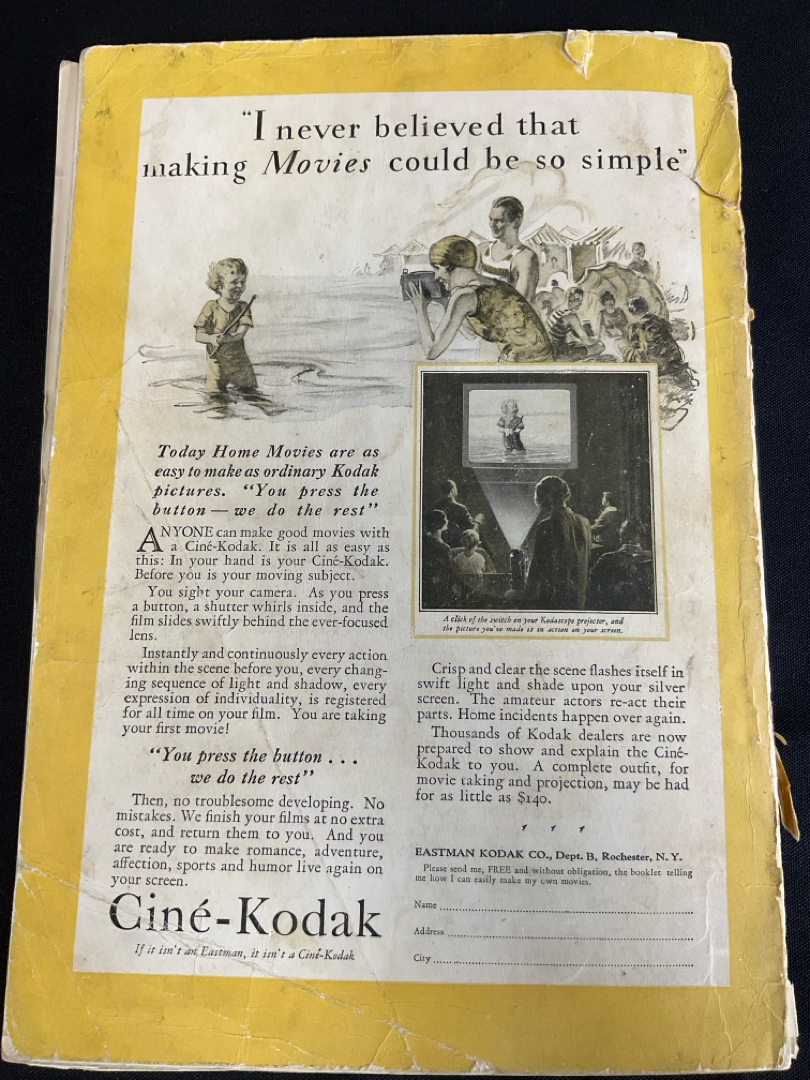 "I never believed that
making Movies could be so simple"
Today Home Movies are as
easy to make as ordinary Kodak
pictures. "You press the
button — we do the rest"
ANYONE can make good movies with
a Ciné-Kodak. It is all as easy as
this: In your hand is your Ciné-Kodak.
Before you is your moving subject.
You sight your camera. As you press
a button, a shutter whirls inside, and the
film slides swiftly behind the ever-focused
lens.
Instantly and continuously every action
within the scene before you, every chang-
ing sequence of light and shadow, every
expression of individuality, is registered
for all time on your film. You are taking
your first movie!
"You press the button . . .
we do the rest"
Then, no troublesome developing. No
mistakes. We finish your films at no extra
cost, and return them to you. And you
are ready to make romance, adventure,
affection, sports and humor live again on
your screen.
Ciné-Kodak
If it isn't an Eastman, it isn't a Ciné-Kodak
A click of the switch on your Kodascope projector, and
the picture you've made is in action on your screen.
Crisp and clear the scene flashes itself in
swift light and shade upon your silver
screen. The amateur actors re-act their
parts. Home incidents happen over again.
Thousands of Kodak dealers are now
prepared to show and explain the Ciné-
Kodak to you. A complete outfit, for
movie taking and projection, may be had
for as little as $140.
EASTMAN KODAK CO., Dept. B, Rochester, N. Y.
Please send me, FREE and without obligation, the booklet telling
me how I can easily make my own movies.
Name
Address
City